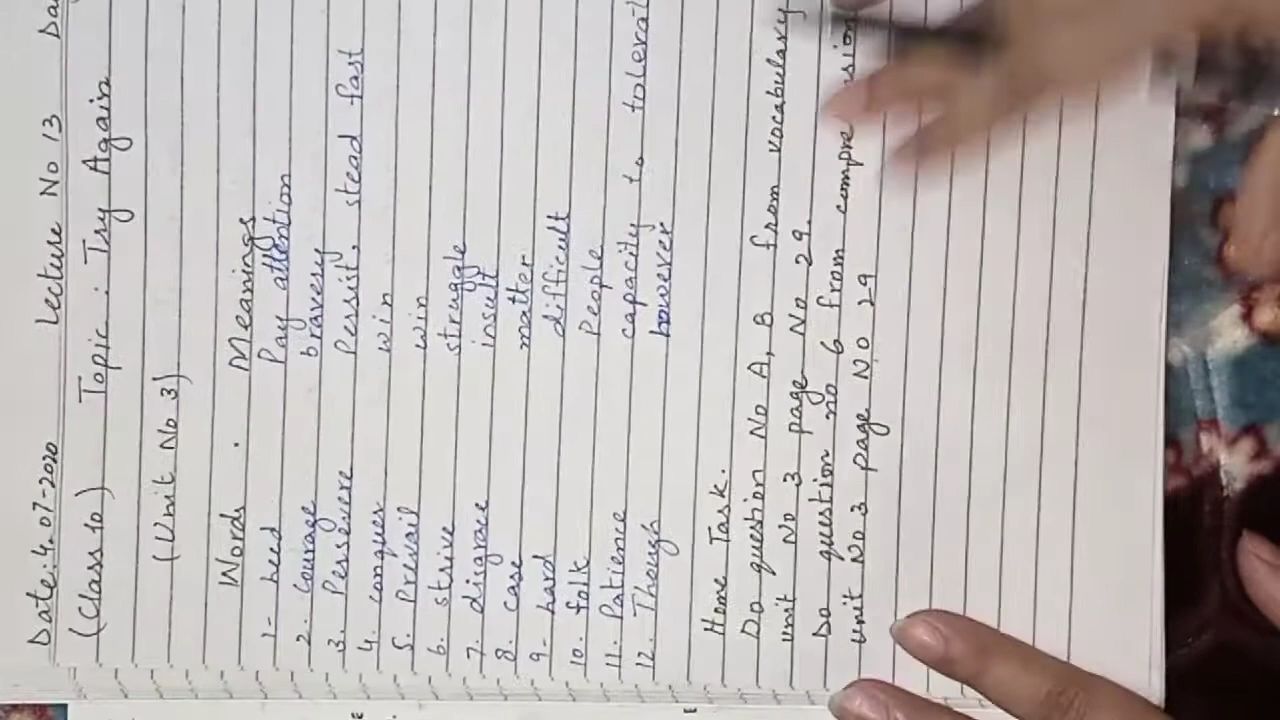 Date: 4.07-2020 Lecture No 13
(Class 10) Topic : Try Again
(Unit No 3)
Words . Meanings
1- heed Pay attention
2. courage bravery
3. Persevere Persist, stead fast
4. conquer win
5. Prevail win
6. strive struggle
7. disgrace insult
8. case matter
9- hard difficult
10. folk People
11. Patience capacity to
12. Though however
Home Task.
Do question No A, B from vocabulary
unit No 3 page No 29.
Do question no 6 from
unit No 3 page NO 29